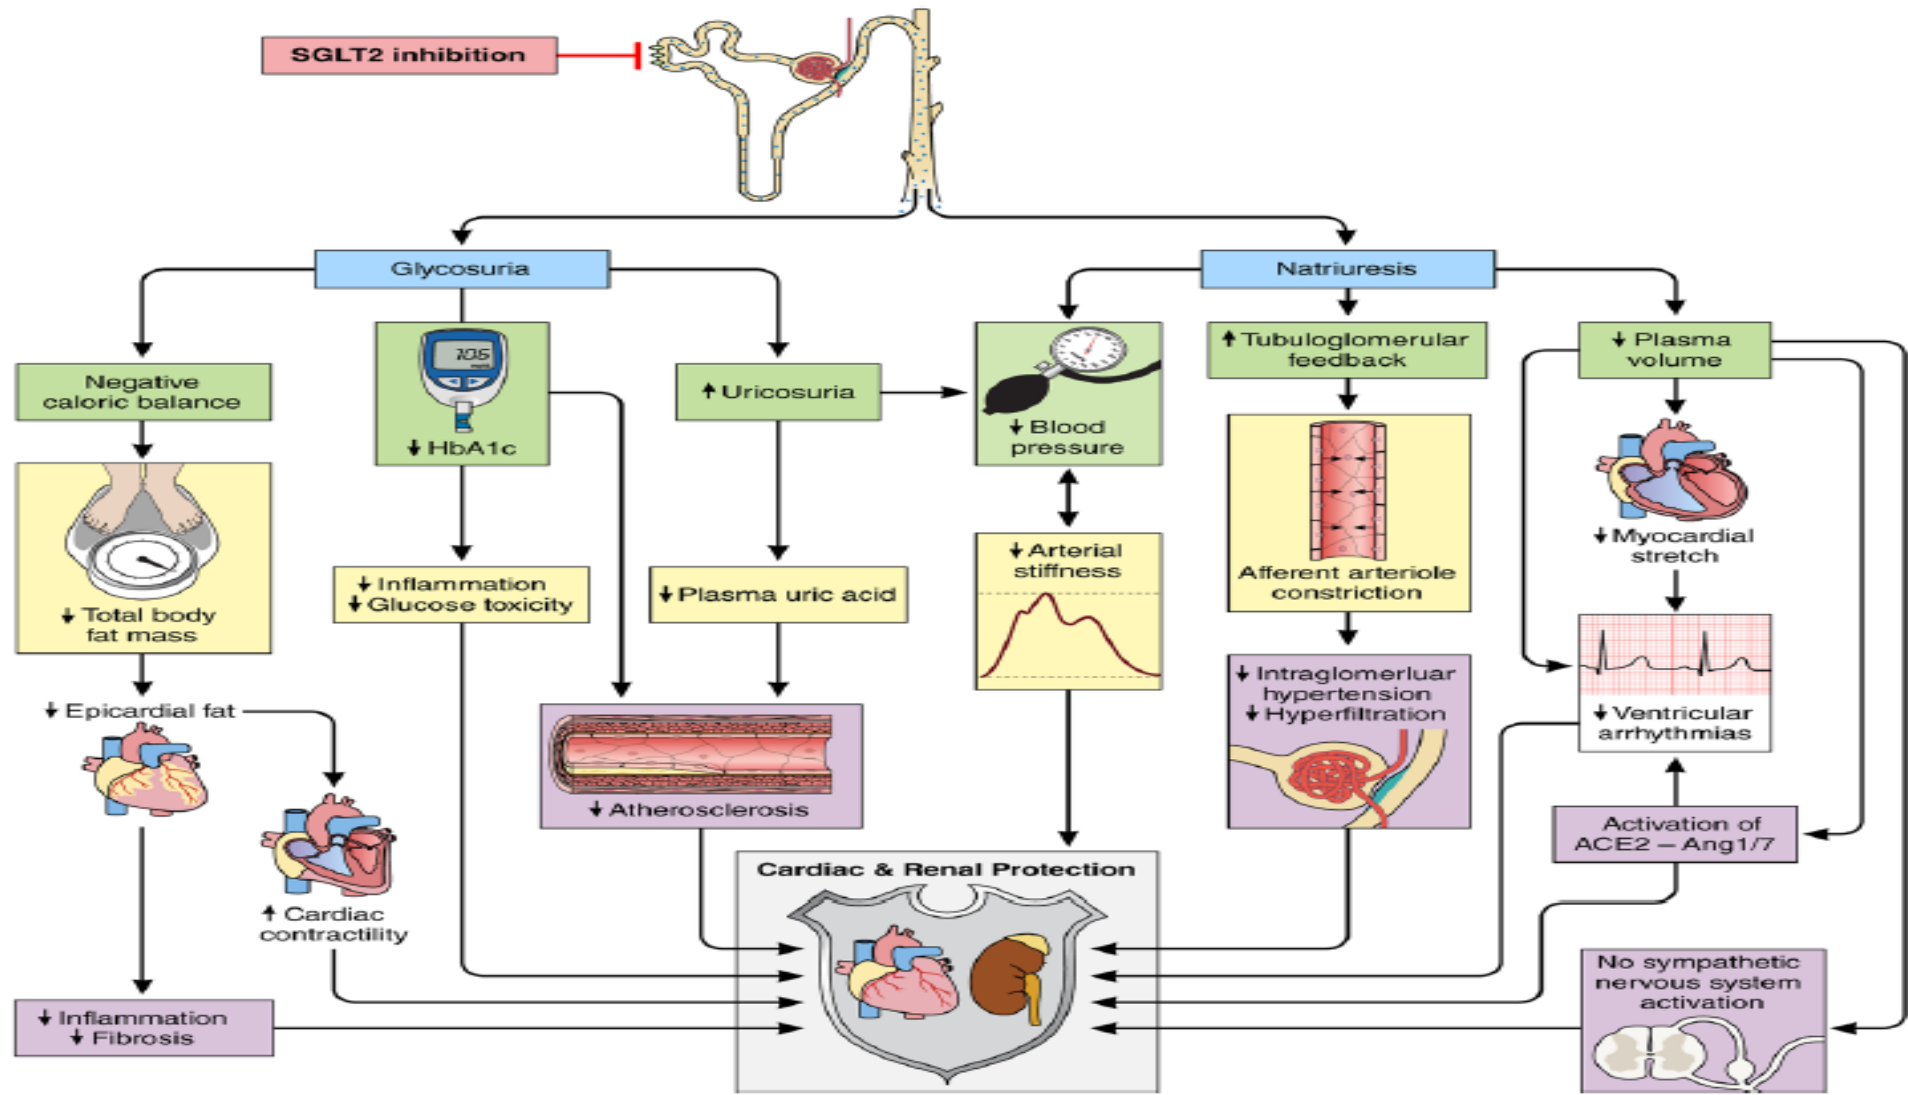 SGLT2 inhibition
Glycosuria
Natriuresis
Negative
caloric balance
105
↓ HbA1c
↑ Uricosuria
↓ Blood
pressure
↑ Tubuloglomerular
feedback
↓ Plasma
volume
↓ Total body
fat mass
↓ Inflammation
↓ Glucose toxicity
↓ Plasma uric acid
↓ Arterial
stiffness
Afferent arteriole
constriction
↓ Myocardial
stretch
↓ Epicardial fat
↑ Cardiac
contractility
↓ Atherosclerosis
↓ Intraglomerluar
hypertension
↓ Hyperfiltration
↓ Ventricular
arrhythmias
Activation of
ACE2 – Ang1/7
Cardiac & Renal Protection
↓ Inflammation
↓ Fibrosis
No sympathetic
nervous system
activation